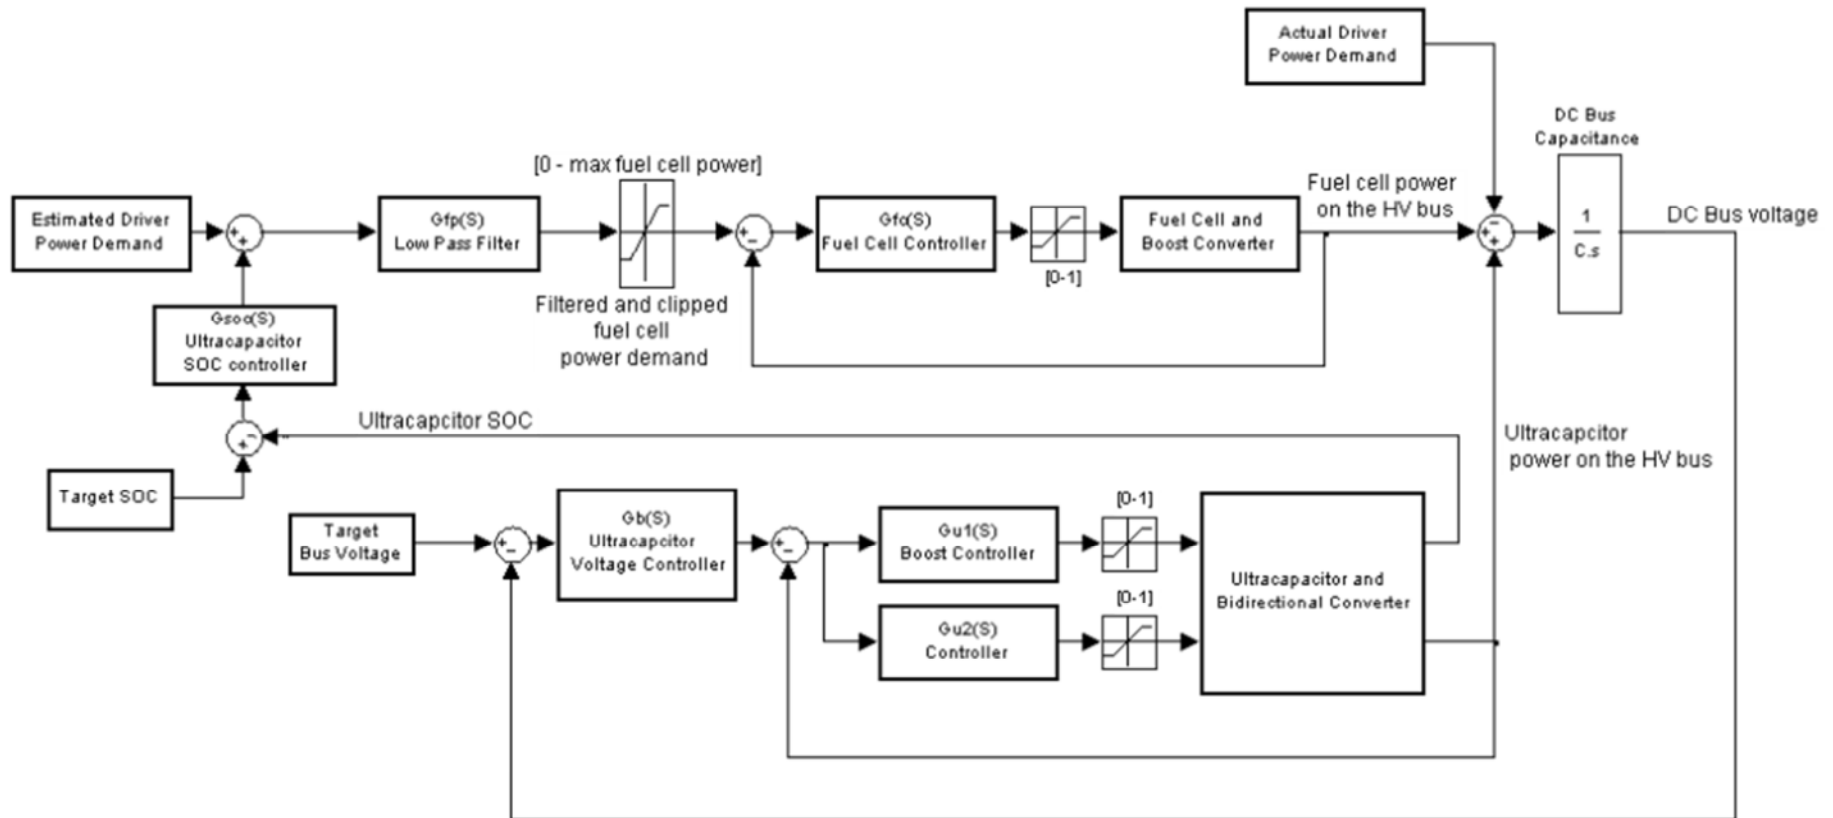 Actual Driver
Power Demand
DC Bus
Capacitance
[0 - max fuel cell power]
Estimated Driver
Power Demand
Gfp(S)
Low Pass Filter
Gfc(S)
Fuel Cell Controller
[0-1]
Fuel Cell and
Boost Converter
Fuel cell power
on the HV bus
1
C.s
DC Bus voltage
Filtered and clipped
fuel cell
power demand
Gsoc(S)
Ultracapacitor
SOC controller
Ultracapcitor SOC
Ultracapcitor
power on the HV bus
Target SOC
Target
Bus Voltage
Gb(S)
Ultracapcitor
Voltage Controller
Gu1(S)
Boost Controller
[0-1]
Gu2(S)
Controller
[0-1]
Ultracapacitor and
Bidirectional Converter